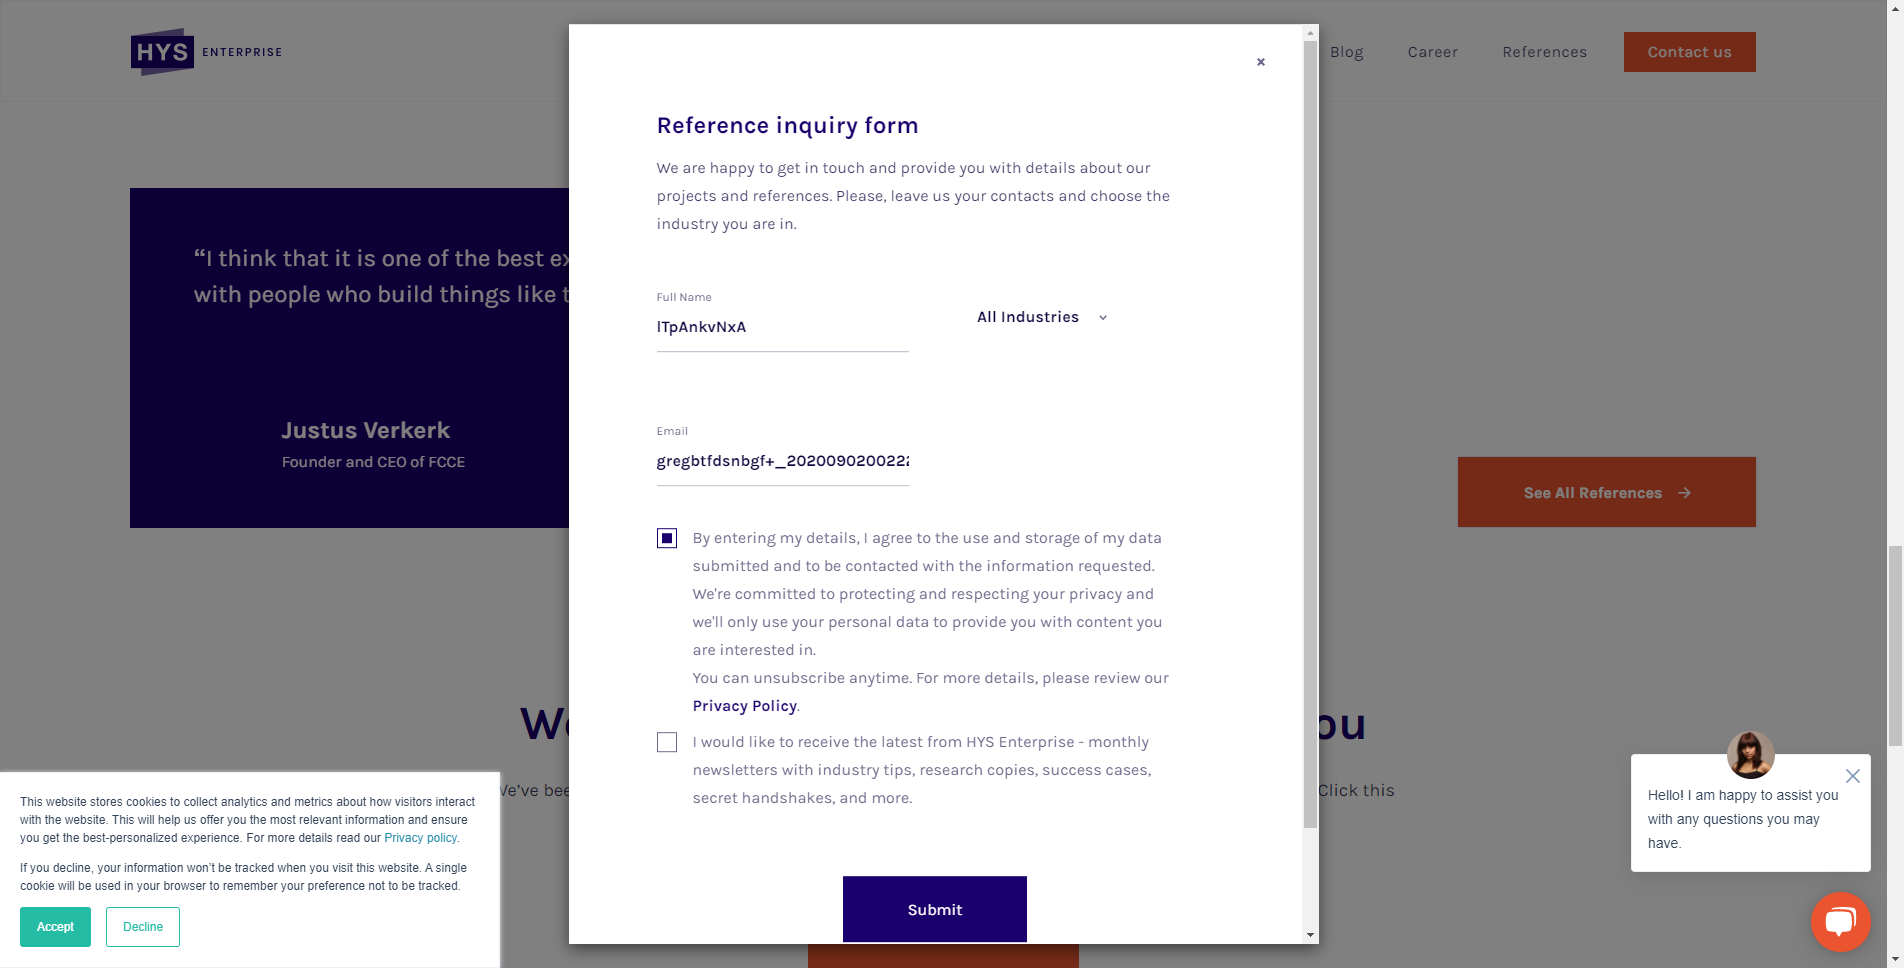 HYS ENTERPRISE
Blog
Career
References
Contact us
“I think that it is one of the best ex
with people who build things like t
Justus Verkerk
Founder and CEO of FCCE
See All References →
We
ou
We’ve bee
Click this
×
Reference inquiry form
We are happy to get in touch and provide you with details about our
projects and references. Please, leave us your contacts and choose the
industry you are in.
Full Name
lTpAnkvNxA
All Industries
Email
gregbtfdsnbgf+_2020090200222
By entering my details, I agree to the use and storage of my data
submitted and to be contacted with the information requested.
We're committed to protecting and respecting your privacy and
we'll only use your personal data to provide you with content you
are interested in.
You can unsubscribe anytime. For more details, please review our
Privacy Policy.
I would like to receive the latest from HYS Enterprise - monthly
newsletters with industry tips, research copies, success cases,
secret handshakes, and more.
Submit
This website stores cookies to collect analytics and metrics about how visitors interact
with the website. This will help us offer you the most relevant information and ensure
you get the best-personalized experience. For more details read our Privacy policy.
If you decline, your information won’t be tracked when you visit this website. A single
cookie will be used in your browser to remember your preference not to be tracked.
Accept
Decline
Hello! I am happy to assist you
with any questions you may
have.